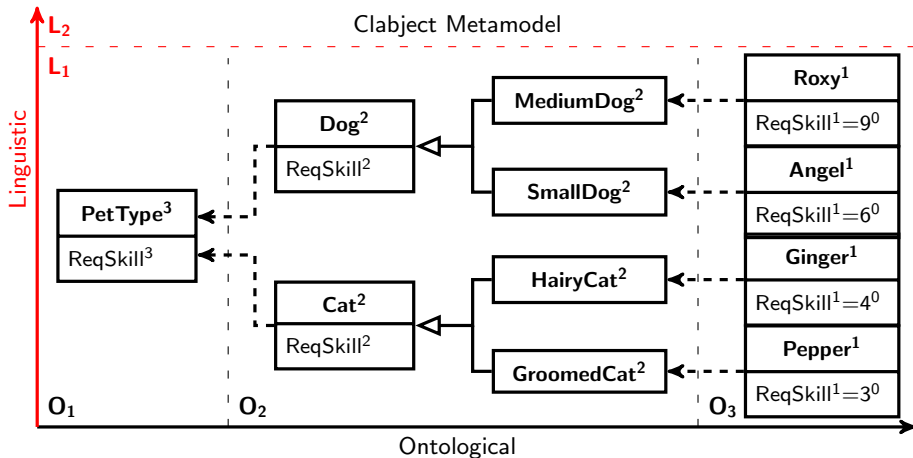 L₂
Clabject Metamodel
L₁
Linguistic
PetType³
ReqSkill³
Dog²
ReqSkill²
Cat²
ReqSkill²
MediumDog²
SmallDog²
HairyCat²
GroomedCat²
Roxy¹
ReqSkill¹=9⁰
Angel¹
ReqSkill¹=6⁰
Ginger¹
ReqSkill¹=4⁰
Pepper¹
ReqSkill¹=3⁰
O₁
O₂
O₃
Ontological